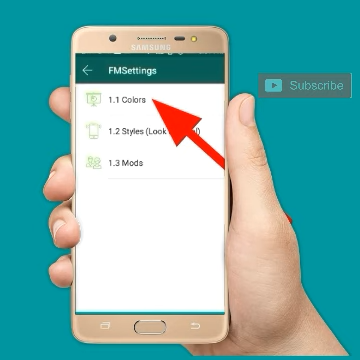 SAMSUNG
FMSettings
Subscribe
1.1 Colors
1.2 Styles (Look
1.3 Mods